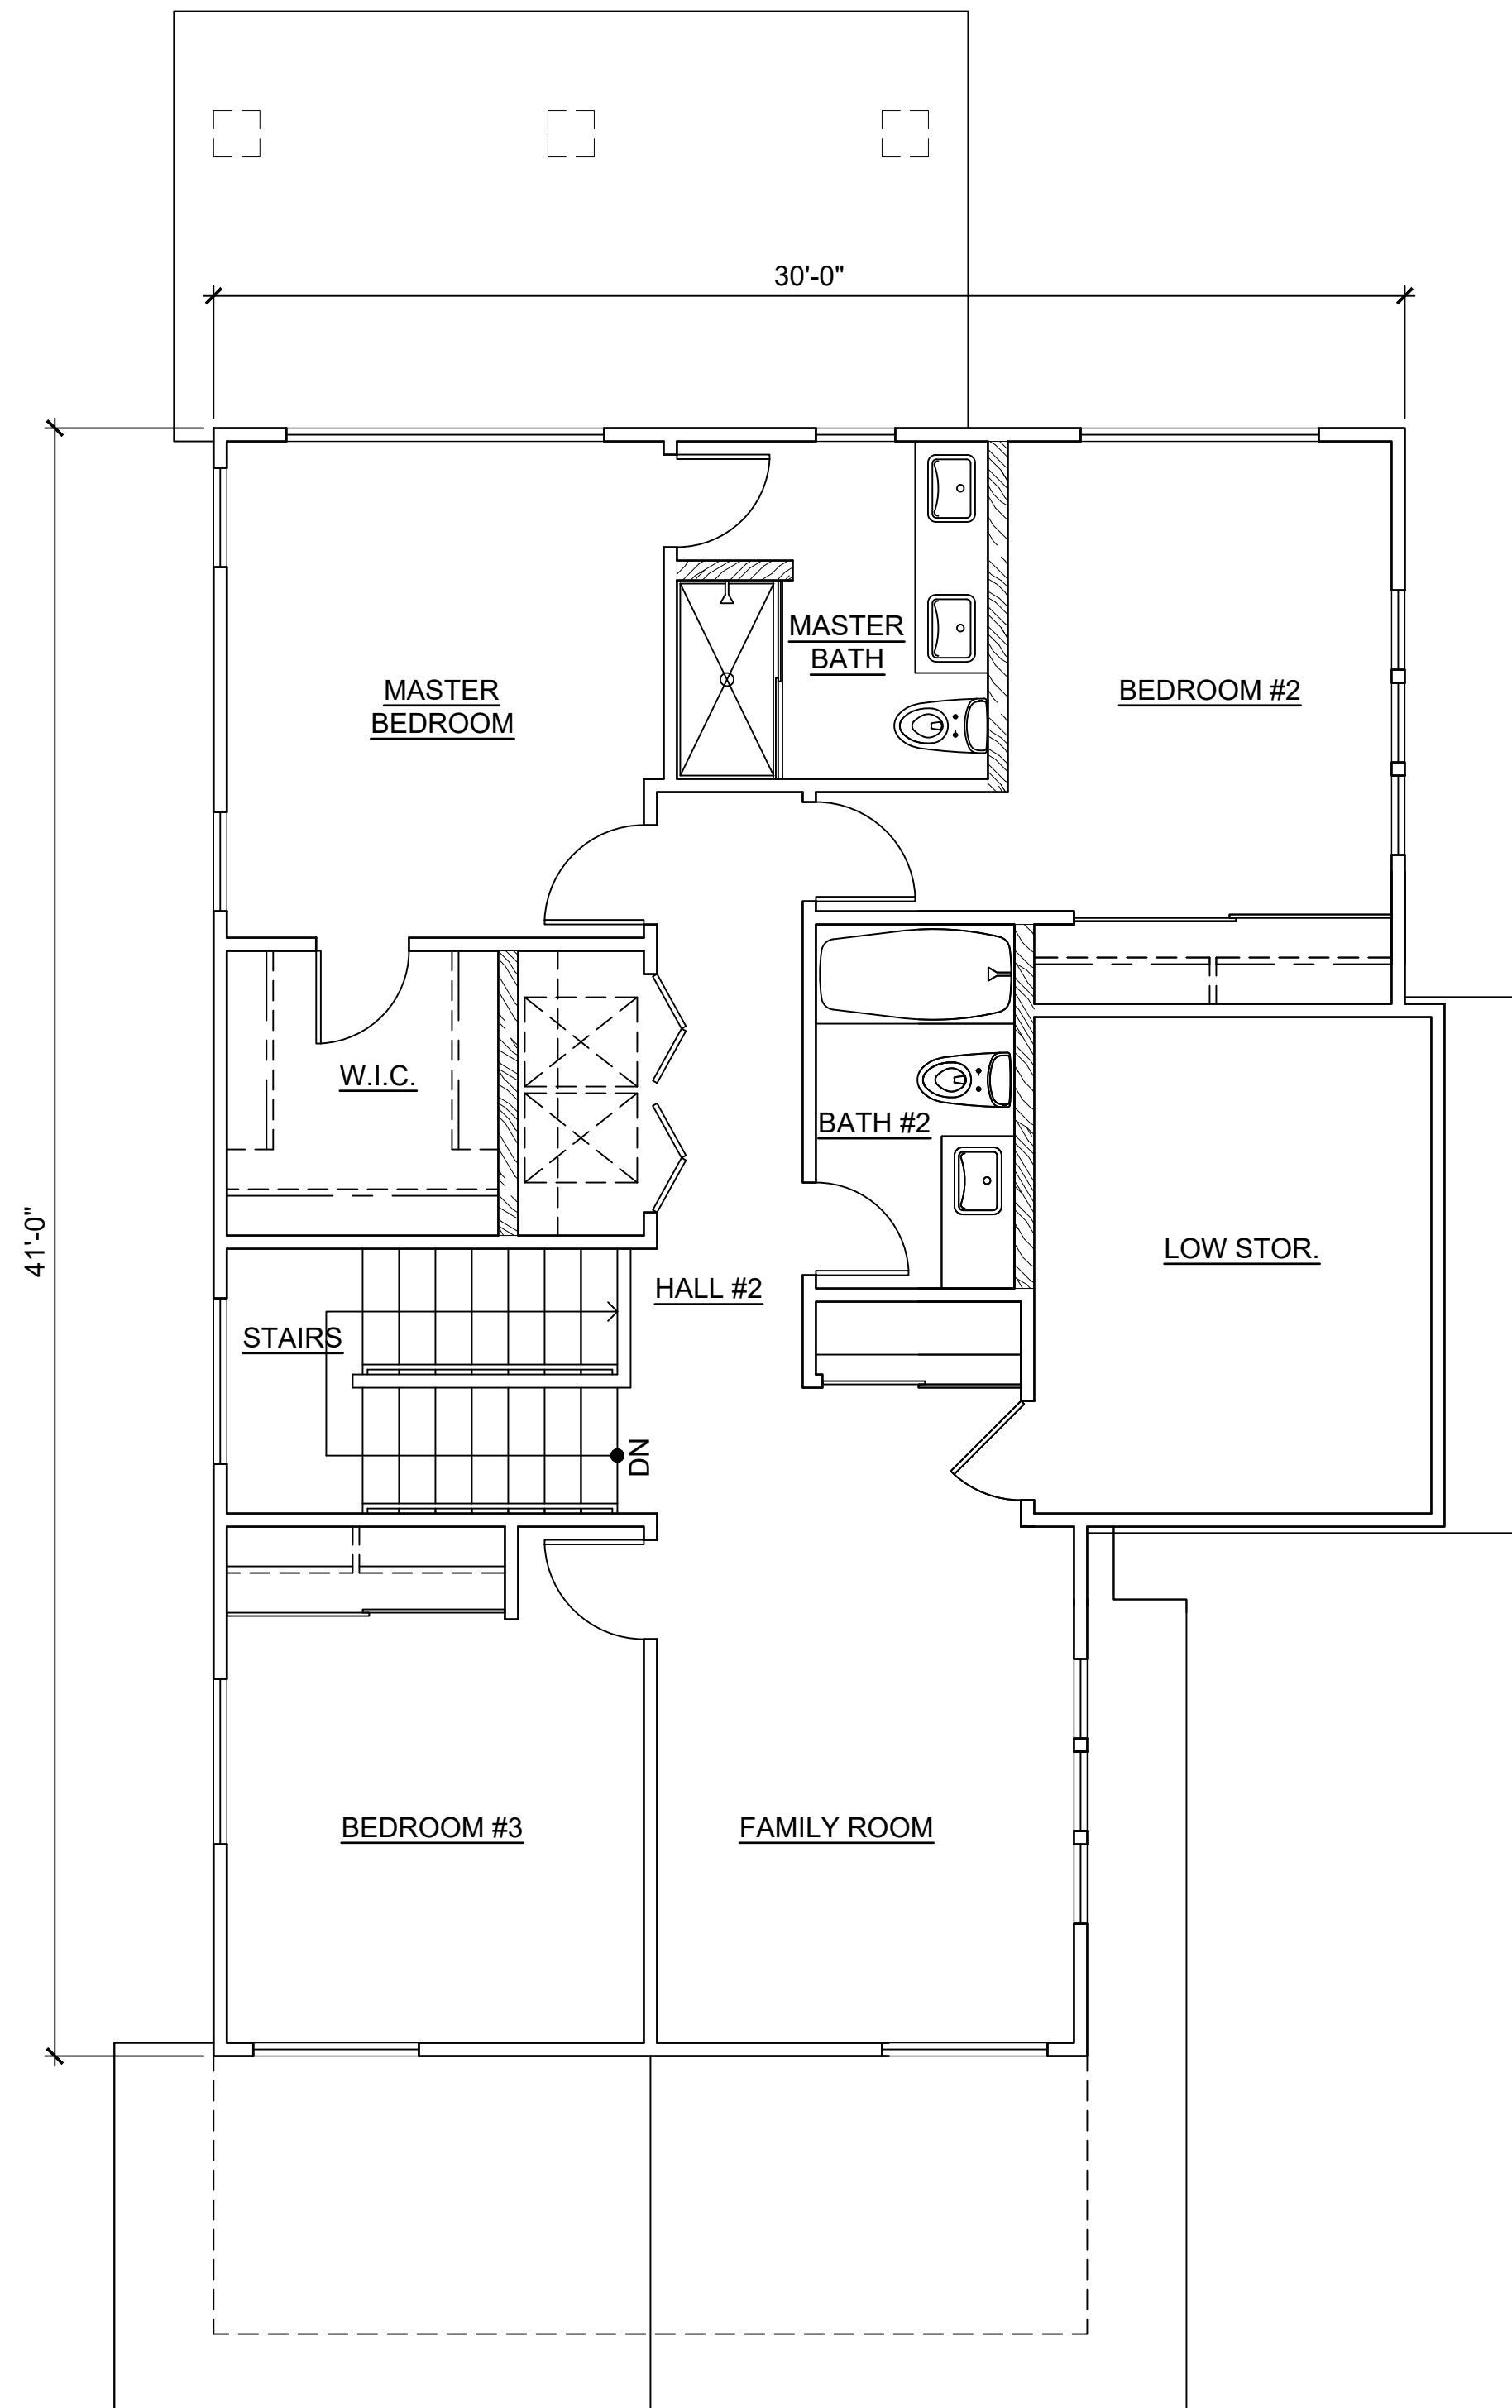 30'-0"
MASTER
BATH
MASTER
BEDROOM
BEDROOM #2
W.I.C.
BATH #2
41'-0"
LOW STOR.
HALL #2
STAIRS
DN
BEDROOM #3
FAMILY ROOM